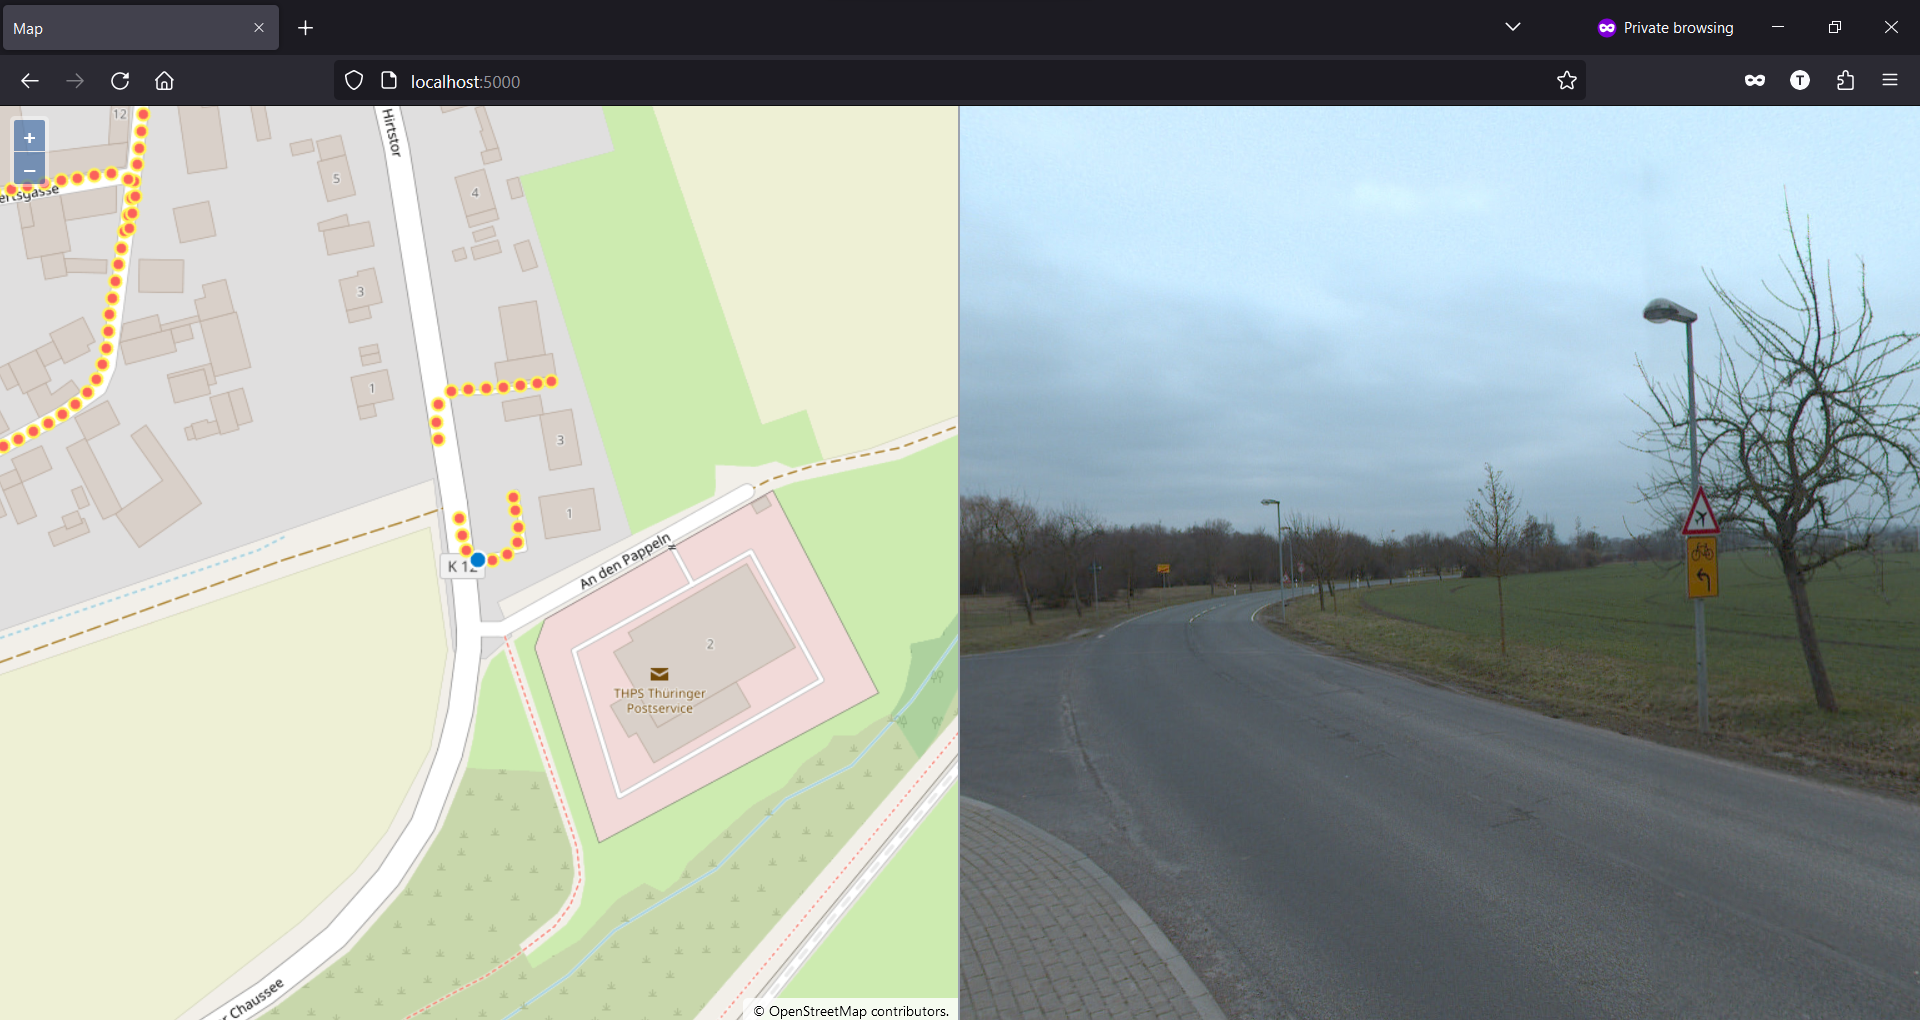 Map
Private browsing
localhost:5000
T
+
−
12
Hirtstor
5
4
ertsgasse
3
1
3
1
K 12
An den Pappeln
2
THPS Thüringer
Postservice
r Chaussee
© OpenStreetMap contributors.